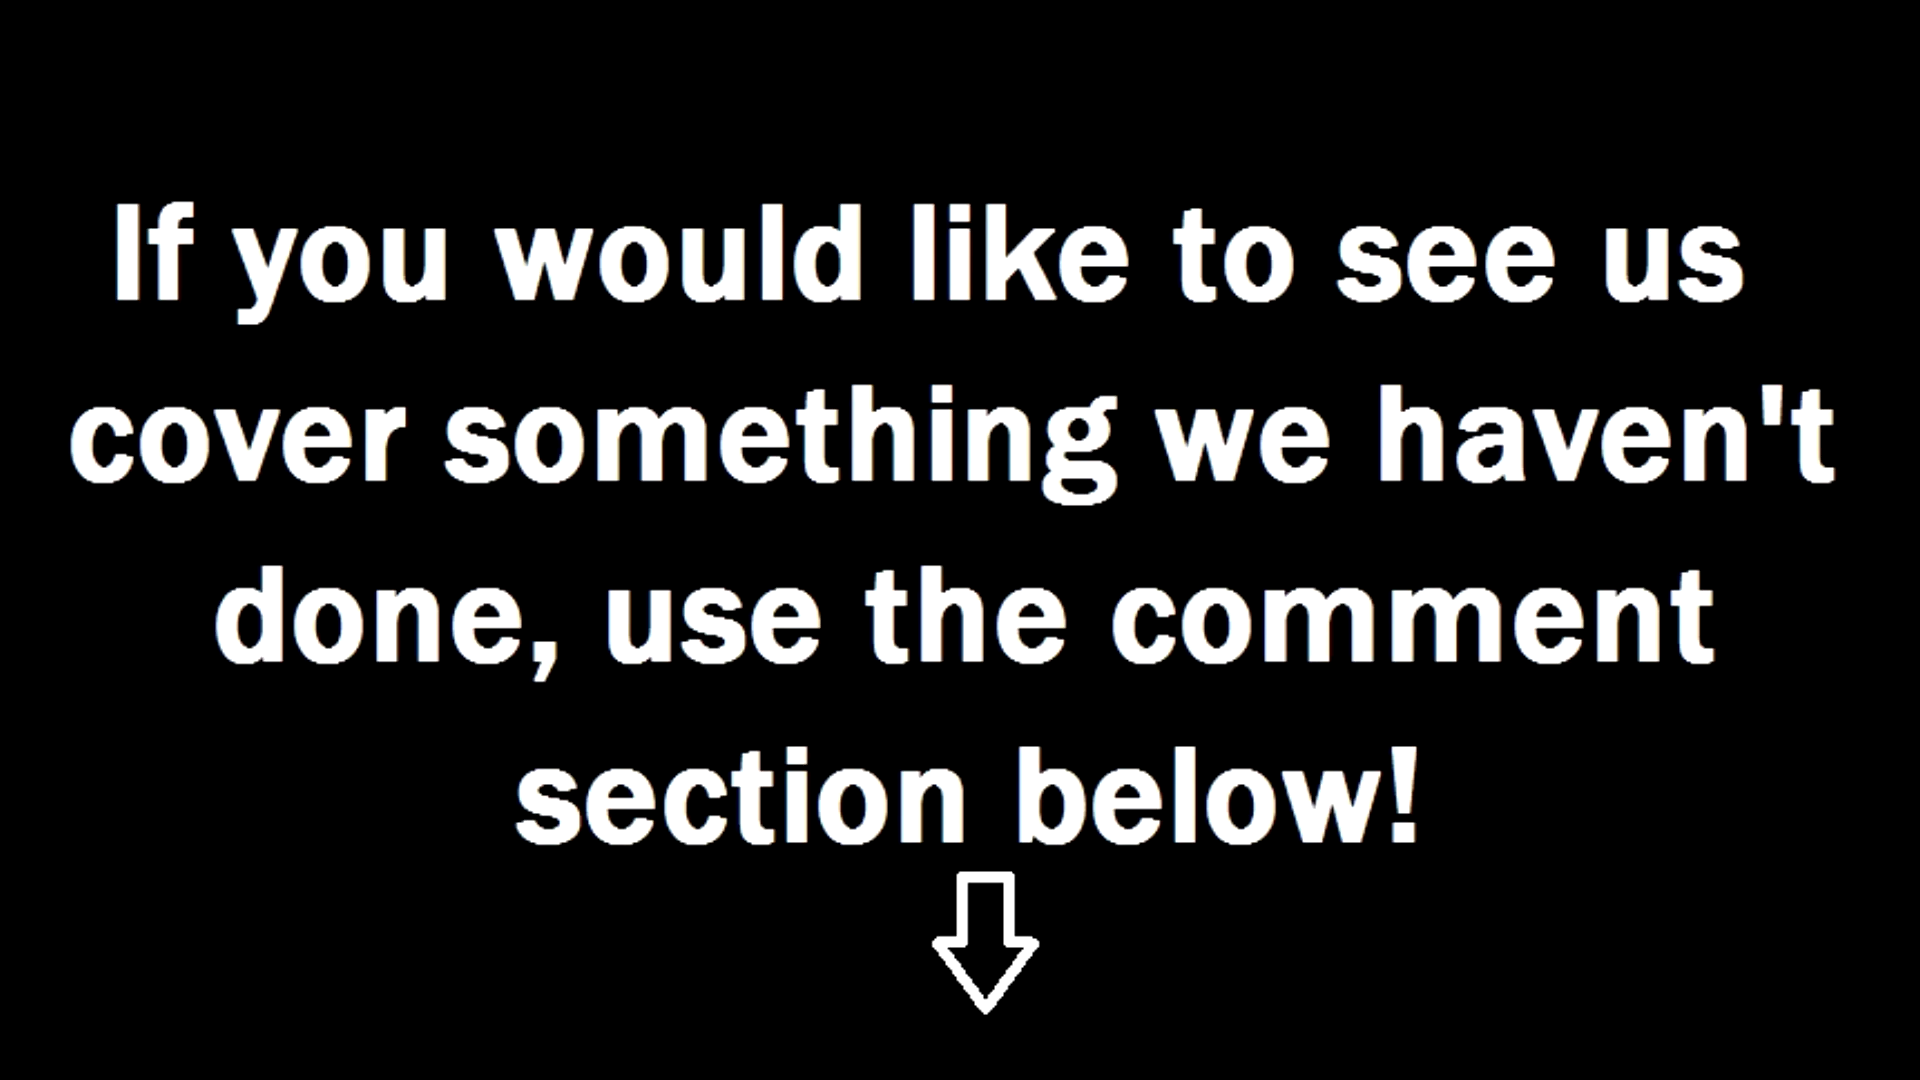 If you would like to see us
cover something we haven't
done, use the comment
section below!